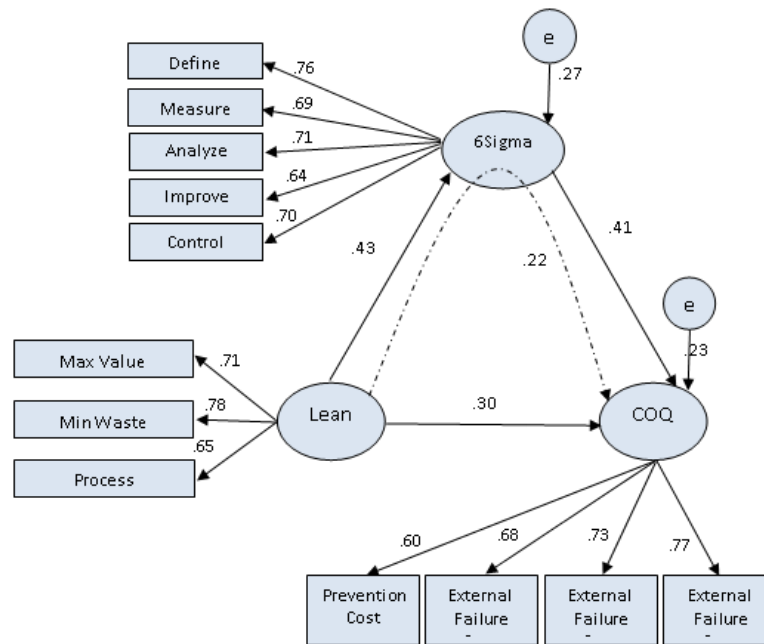 e
.27
Define
.76
Measure
.69
6Sigma
Analyze
.71
Improve
.64
Control
.70
.43
.22
.41
e
.23
Max Value
.71
Min Waste
.78
Lean
.30
COQ
.65
Process
.60
.68
.73
.77
Prevention
Cost
External
Failure
External
Failure
External
Failure